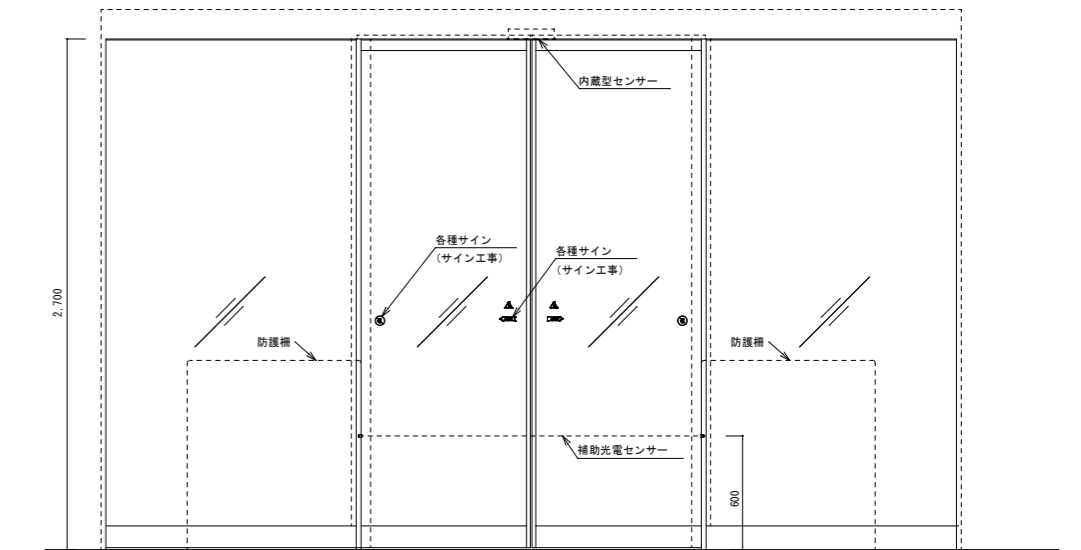 内蔵型センサー
各種サイン
(サイン工事)
各種サイン
(サイン工事)
2,700
防護柵
防護柵
補助光電センサー
600